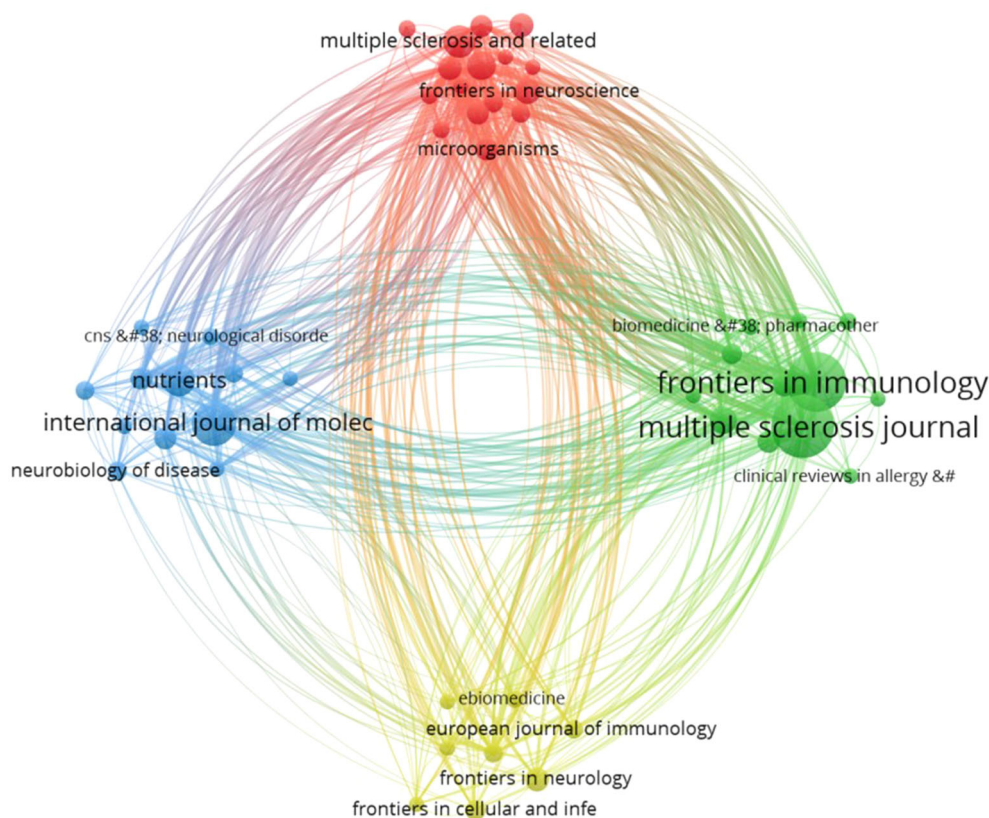 multiple sclerosis and related
frontiers in neuroscience
microorganisms
cns &#38; neurological disorde
nutrients
international journal of molec
neurobiology of disease
biomedicine &#38; pharmacother
frontiers in immunology
multiple sclerosis journal
clinical reviews in allergy &#
ebiomedicine
european journal of immunology
frontiers in neurology
frontiers in cellular and infe